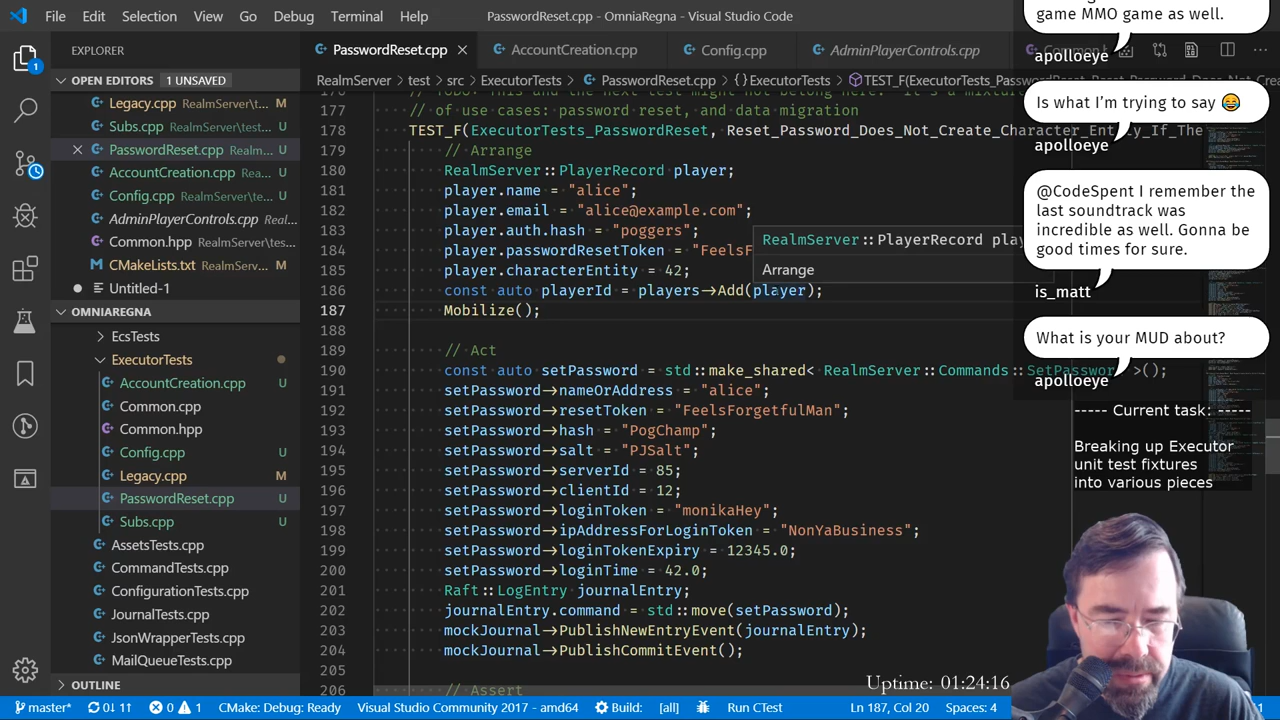 File Edit Selection View Go Debug Terminal Help
PasswordReset.cpp - OmniaRegna - Visual Studio Code
game MMO game as well.
apolloeye
Is what I'm trying to say 😂
apolloeye
@CodeSpent I remember the
last soundtrack was
incredible as well. Gonna be
good times for sure.
is_matt
What is your MUD about?
apolloeye
----- Current task: -----
Breaking up Executor
unit test fixtures
into various pieces
EXPLORER
OPEN EDITORS 1 UNSAVED
Legacy.cpp RealmServer\test... M
Subs.cpp RealmServer\tes... U
PasswordReset.cpp Realm... U
AccountCreation.cpp Re... U
Config.cpp RealmServer\t... U
AdminPlayerControls.cpp Real...
Common.hpp RealmServer\tes...
CMakeLists.txt RealmServe... M
Untitled-1
OMNIAREGNA
EcsTests
ExecutorTests
AccountCreation.cpp U
Common.cpp U
Common.hpp U
Config.cpp U
Legacy.cpp M
PasswordReset.cpp U
Subs.cpp U
AssetsTests.cpp
CommandTests.cpp
ConfigurationTests.cpp
JournalTests.cpp
JsonWrapperTests.cpp
MailQueueTests.cpp
OUTLINE
PasswordReset.cpp AccountCreation.cpp Config.cpp AdminPlayerControls.cpp
RealmServer > test > src > ExecutorTests > PasswordReset.cpp > {} ExecutorTests >
177 // of use cases: password reset, and data migration
178 TEST_F(ExecutorTests_PasswordReset, Reset_Password_Does_Not_Create_Character_Entity_If_The
179 // Arrange
180 RealmServer::PlayerRecord player;
181 player.name = "alice";
182 player.email = "alice@example.com";
183 player.auth.hash = "poggers";
184 player.passwordResetToken = "FeelsF
185 player.characterEntity = 42;
186 const auto playerId = players->Add(player);
187 Mobilize();
188
189 // Act
190 const auto setPassword = std::make_shared< RealmServer::Commands::SetPassword >();
191 setPassword->nameOrAddress = "alice";
192 setPassword->resetToken = "FeelsForgetfulMan";
193 setPassword->hash = "PogChamp";
194 setPassword->salt = "PJSalt";
195 setPassword->serverId = 85;
196 setPassword->clientId = 12;
197 setPassword->loginToken = "monikaHey";
198 setPassword->ipAddressForLoginToken = "NonYaBusiness";
199 setPassword->loginTokenExpiry = 12345.0;
200 setPassword->loginTime = 42.0;
201 Raft::LogEntry journalEntry;
202 journalEntry.command = std::move(setPassword);
203 mockJournal->PublishNewEntryEvent(journalEntry);
204 mockJournal->PublishCommitEvent();
205
206 // Assert
RealmServer::PlayerRecord pla
Arrange
Uptime: 01:24:16
master* 0↓ 1↑ 0 1 CMake: Debug: Ready Visual Studio Community 2017 - amd64 Build: [all] Run CTest Ln 187, Col 20 Spaces: 4